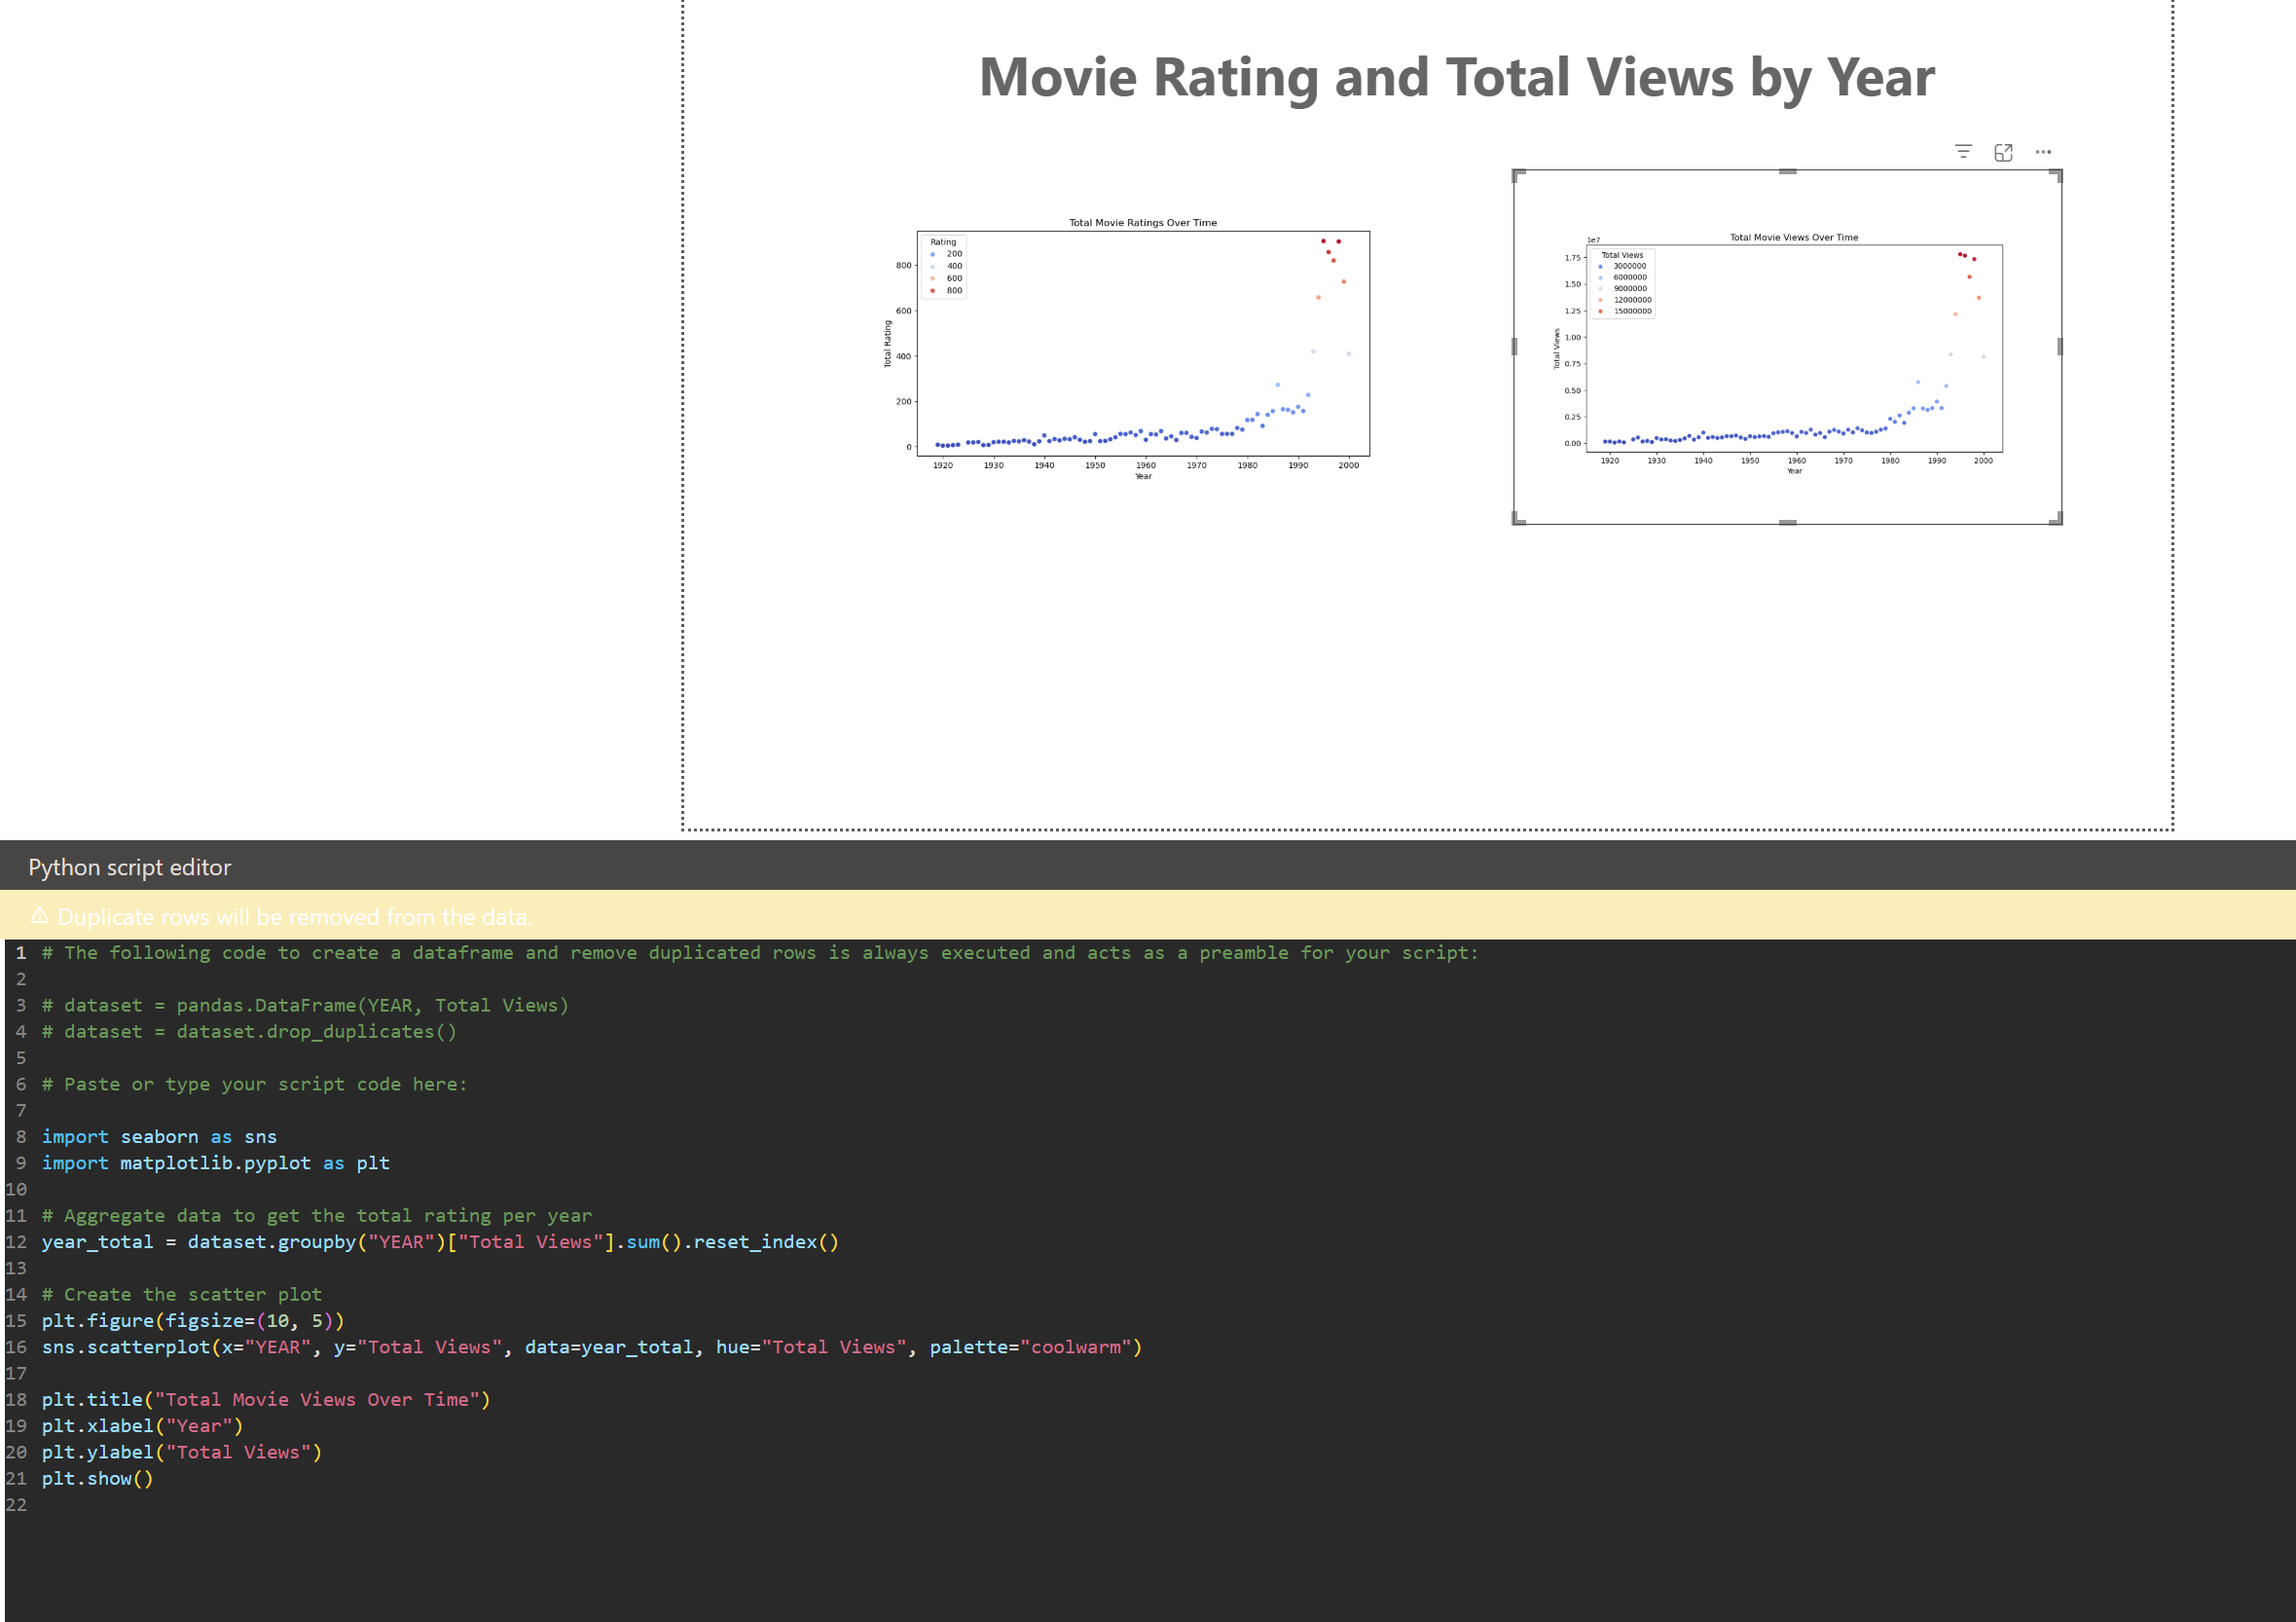 Movie Rating and Total Views by Year
Total Movie Ratings Over Time
Rating
200
400
600
800
Total Rating
800
600
400
200
0
1920 1930 1940 1950 1960 1970 1980 1990 2000
Year
Total Movie Views Over Time
1e7
Total Views
3000000
6000000
9000000
12000000
15000000
Total Views
1.75
1.50
1.25
1.00
0.75
0.50
0.25
0.00
1920 1930 1940 1950 1960 1970 1980 1990 2000
Year
Python script editor
Duplicate rows will be removed from the data.
1 # The following code to create a dataframe and remove duplicated rows is always executed and acts as a preamble for your script:
2
3 # dataset = pandas.DataFrame(YEAR, Total Views)
4 # dataset = dataset.drop_duplicates()
5
6 # Paste or type your script code here:
7
8 import seaborn as sns
9 import matplotlib.pyplot as plt
10
11 # Aggregate data to get the total rating per year
12 year_total = dataset.groupby("YEAR")["Total Views"].sum().reset_index()
13
14 # Create the scatter plot
15 plt.figure(figsize=(10, 5))
16 sns.scatterplot(x="YEAR", y="Total Views", data=year_total, hue="Total Views", palette="coolwarm")
17
18 plt.title("Total Movie Views Over Time")
19 plt.xlabel("Year")
20 plt.ylabel("Total Views")
21 plt.show()
22